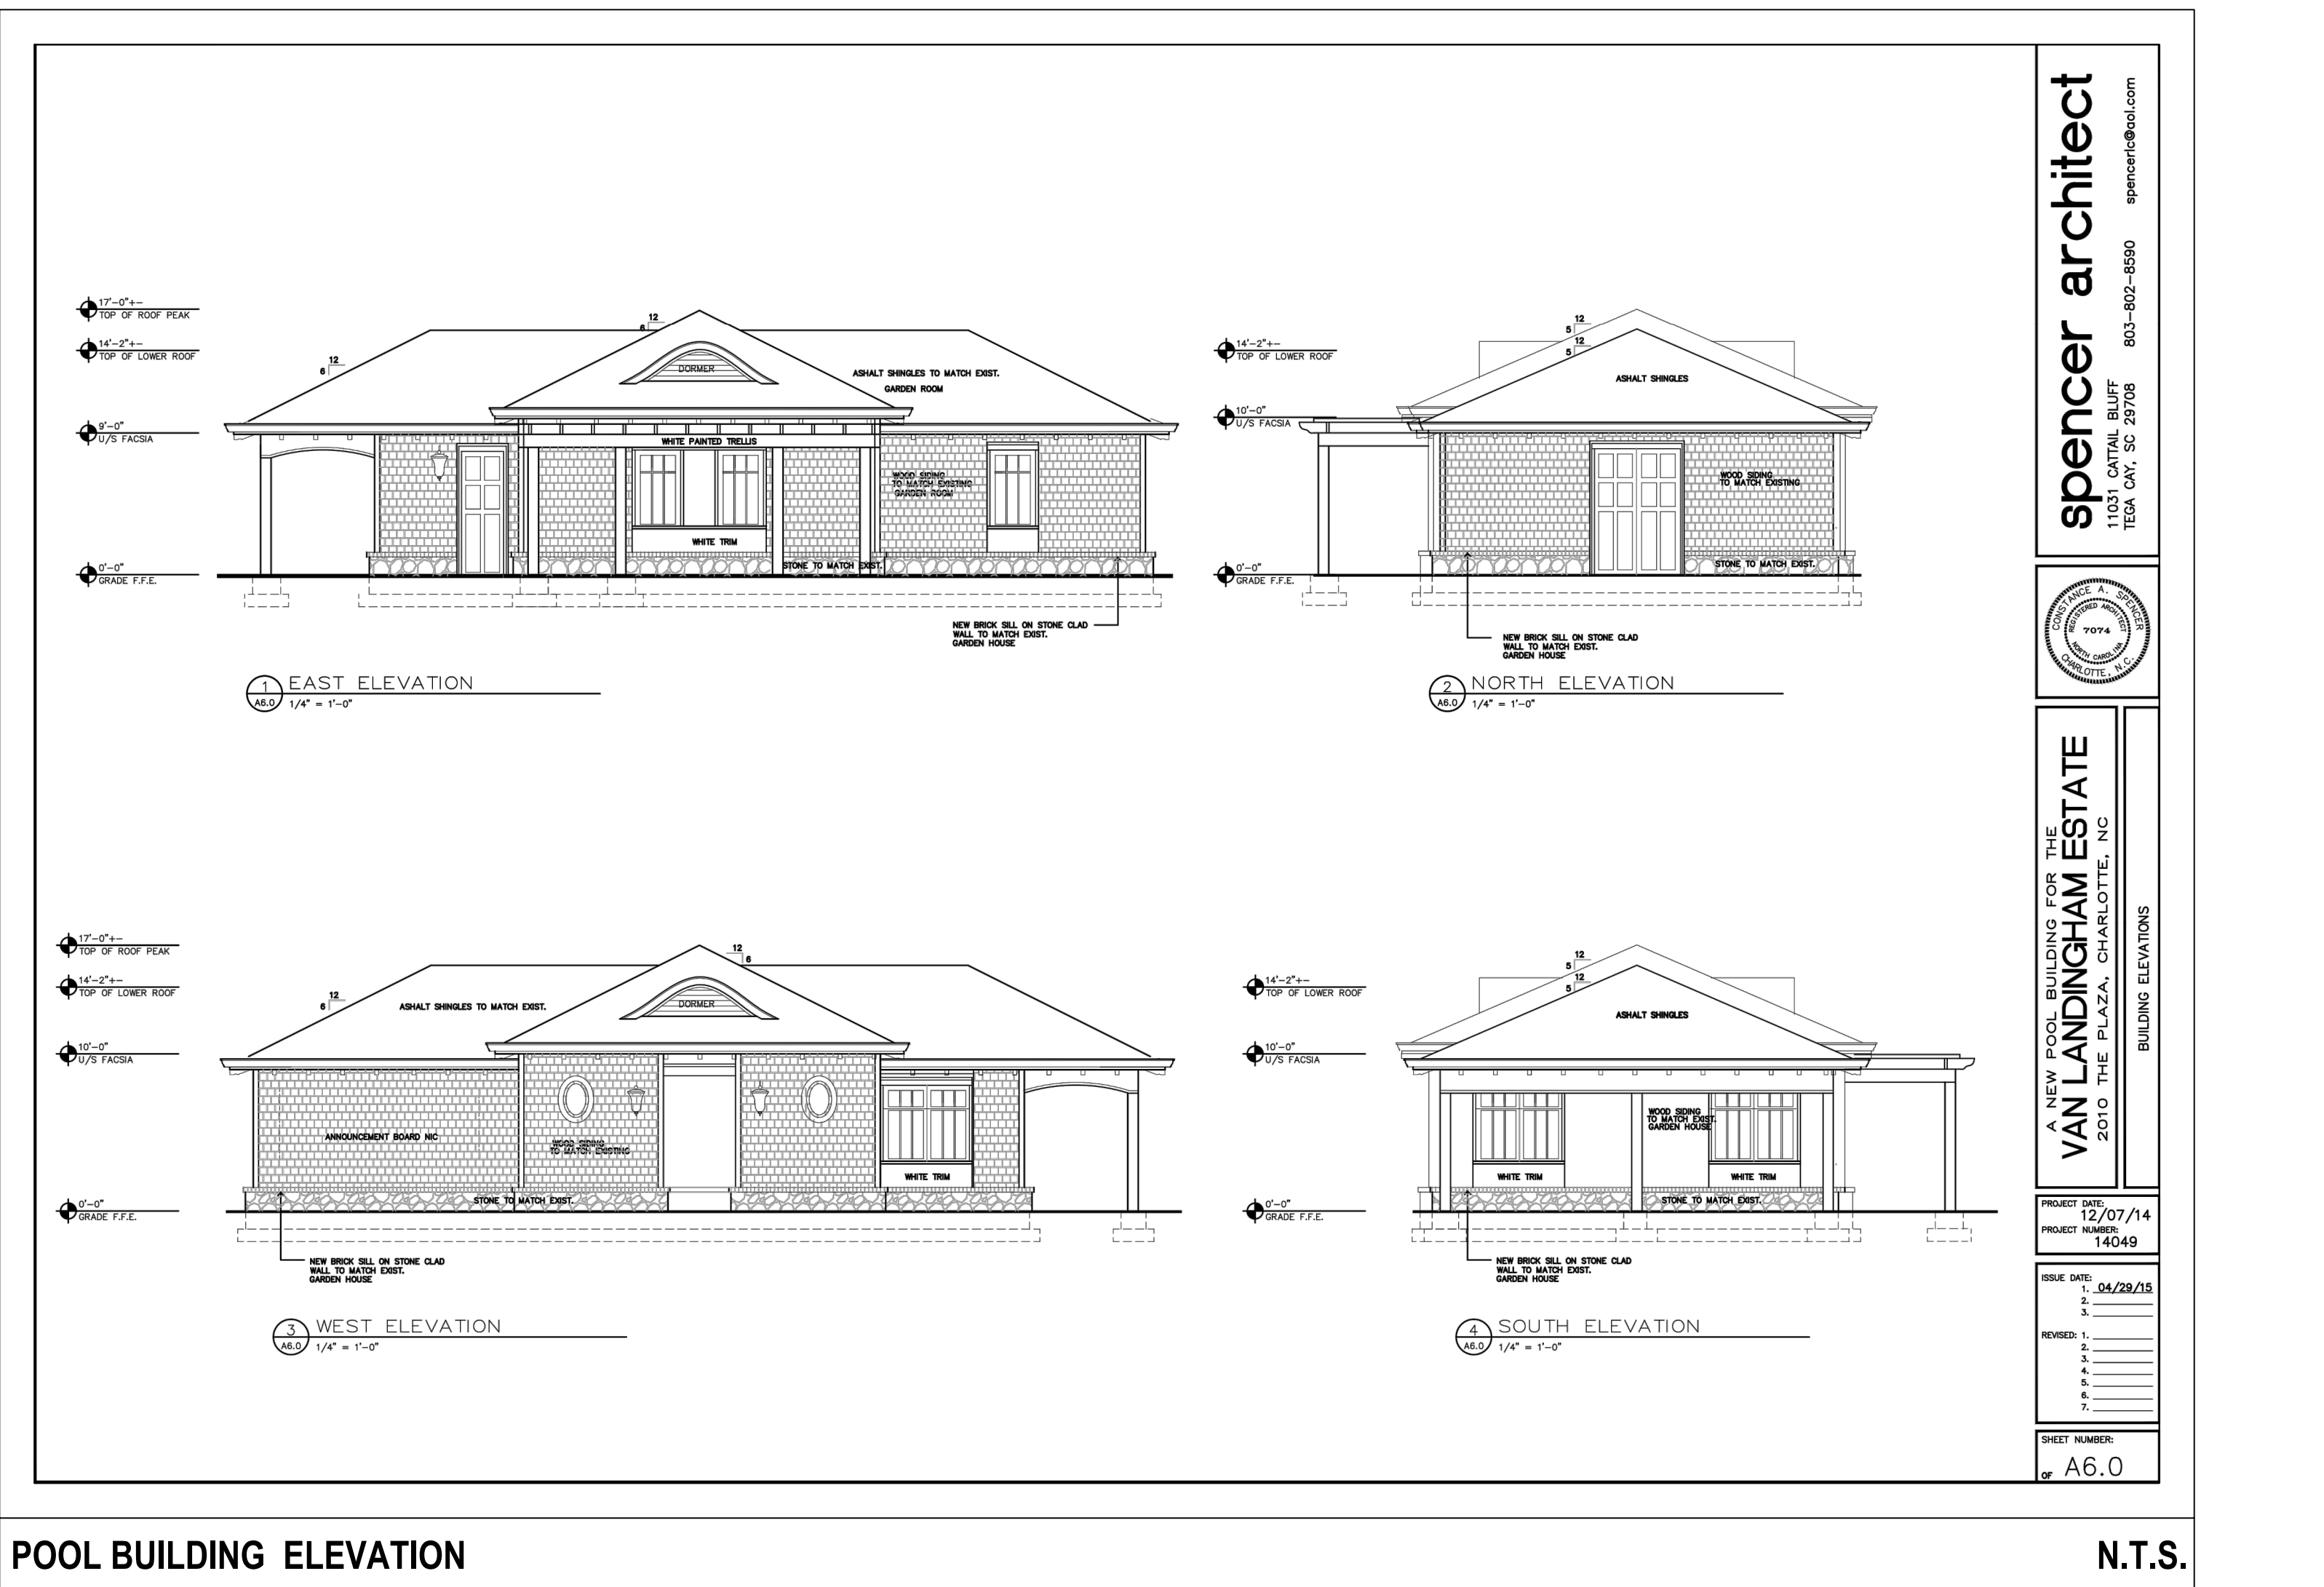 17'-0"+-
TOP OF ROOF PEAK
14'-2"+-
TOP OF LOWER ROOF
9'-0"
U/S FACSIA
0'-0"
GRADE F.F.E.
12
6
12
6
DORMER
ASHALT SHINGLES TO MATCH EXIST.
GARDEN ROOM
WHITE PAINTED TRELLIS
WOOD SIDING
TO MATCH EXISTING
GARDEN ROOM
WHITE TRIM
STONE TO MATCH EXIST.
NEW BRICK SILL ON STONE CLAD
WALL TO MATCH EXIST.
GARDEN HOUSE
1
A6.0
EAST ELEVATION
1/4" = 1'-0"
14'-2"+-
TOP OF LOWER ROOF
10'-0"
U/S FASCIA
0'-0"
GRADE F.F.E.
12
5
12
5
ASHALT SHINGLES
WOOD SIDING
TO MATCH EXISTING
STONE TO MATCH EXIST.
NEW BRICK SILL ON STONE CLAD
WALL TO MATCH EXIST.
GARDEN HOUSE
2
A6.0
NORTH ELEVATION
1/4" = 1'-0"
17'-0"+-
TOP OF ROOF PEAK
14'-2"+-
TOP OF LOWER ROOF
10'-0"
U/S FACSIA
0'-0"
GRADE F.F.E.
12
6
12
6
ASHALT SHINGLES TO MATCH EXIST.
DORMER
ANNOUNCEMENT BOARD NIC
WOOD SIDING
TO MATCH EXISTING
WHITE TRIM
STONE TO MATCH EXIST.
NEW BRICK SILL ON STONE CLAD
WALL TO MATCH EXIST.
GARDEN HOUSE
3
A6.0
WEST ELEVATION
1/4" = 1'-0"
14'-2"+-
TOP OF LOWER ROOF
10'-0"
U/S FACSIA
0'-0"
GRADE F.F.E.
12
5
12
5
ASHALT SHINGLES
WOOD SIDING
TO MATCH EXIST.
GARDEN HOUSE
WHITE TRIM
WHITE TRIM
STONE TO MATCH EXIST.
NEW BRICK SILL ON STONE CLAD
WALL TO MATCH EXIST.
GARDEN HOUSE
4
A6.0
SOUTH ELEVATION
1/4" = 1'-0"
spencer architect
11031 CATTAIL BLUFF
TEGA CAY, SC 29708
803-802-8590
spencerlc@aol.com
CONSTANCE A. SPENCER
REGISTERED ARCHITECT
7074
NORTH CAROLINA
CHARLOTTE, N.C.
A NEW POOL BUILDING FOR THE
VAN LANDINGHAM ESTATE
2010 THE PLAZA, CHARLOTTE, NC
BUILDING ELEVATIONS
PROJECT DATE:
12/07/14
PROJECT NUMBER:
14049
ISSUE DATE:
1. 04/29/15
2.
3.
REVISED: 1.
2.
3.
4.
5.
6.
7.
SHEET NUMBER:
OF A6.0
POOL BUILDING ELEVATION
N.T.S.